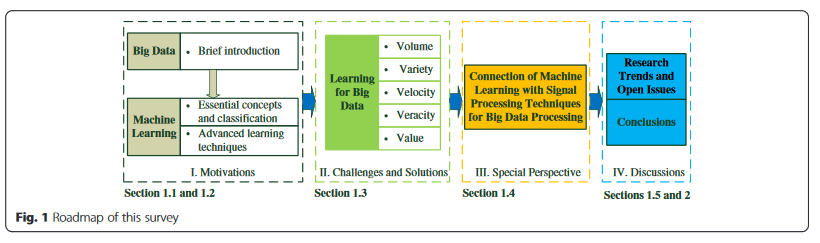 Big Data
• Brief introduction
Machine
Learning
• Essential concepts
and classification
• Advanced learning
techniques
I. Motivations
Section 1.1 and 1.2
Learning
for Big
Data
• Volume
• Variety
• Velocity
• Veracity
• Value
II. Challenges and Solutions
Section 1.3
Connection of Machine
Learning with Signal
Processing Techniques
for Big Data Processing
III. Special Perspective
Section 1.4
Research
Trends and
Open Issues
Conclusions
IV. Discussions
Sections 1.5 and 2
Fig. 1 Roadmap of this survey